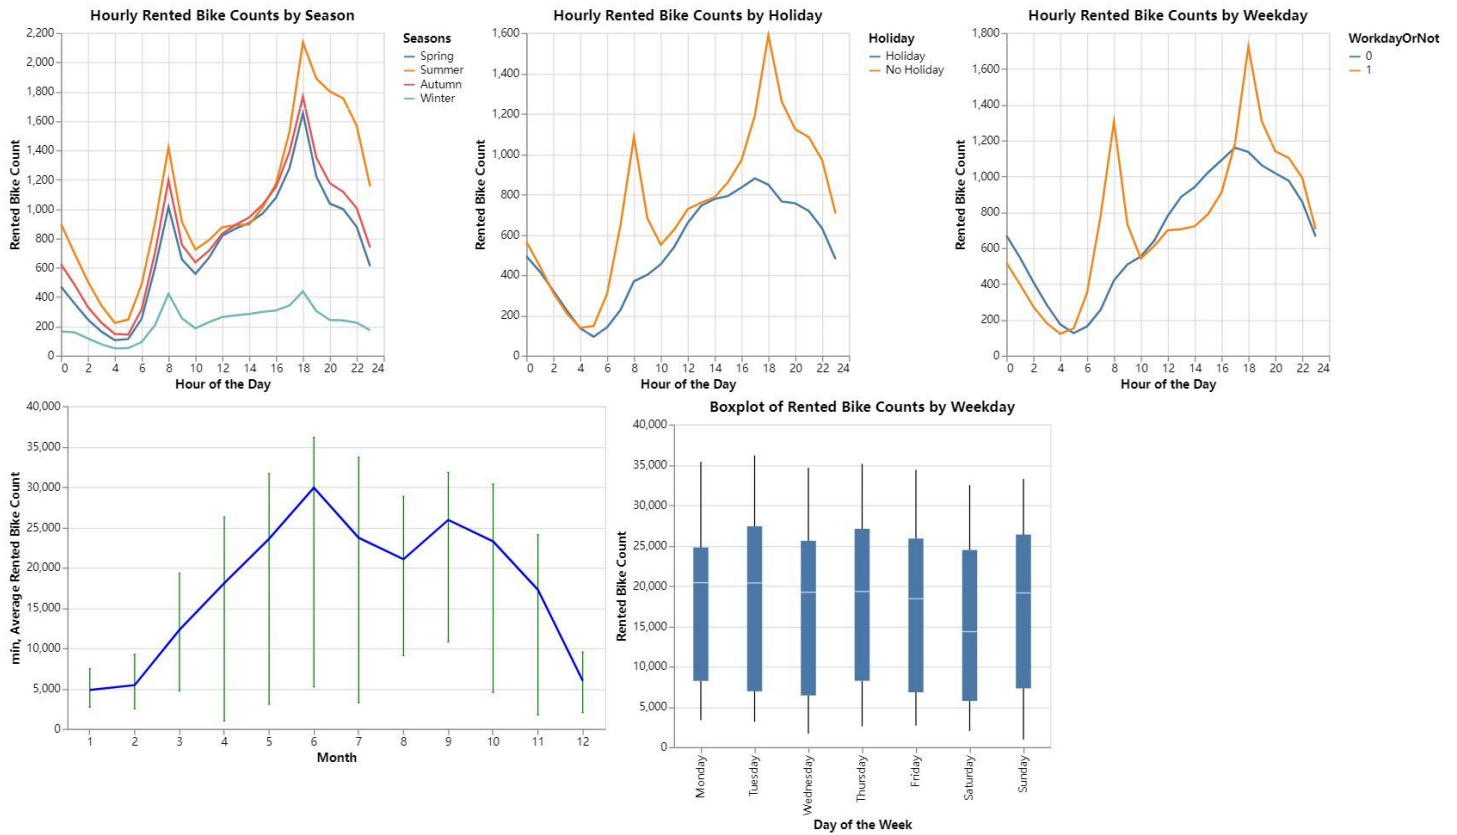 Hourly Rented Bike Counts by Season
Rented Bike Count
2,200
2,000
1,800
1,600
1,400
1,200
1,000
800
600
400
200
0
0 2 4 6 8 10 12 14 16 18 20 22 24
Hour of the Day
Seasons
Spring
Summer
Autumn
Winter
Hourly Rented Bike Counts by Holiday
Rented Bike Count
1,600
1,400
1,200
1,000
800
600
400
200
0
0 2 4 6 8 10 12 14 16 18 20 22 24
Hour of the Day
Holiday
Holiday
No Holiday
Hourly Rented Bike Counts by Weekday
Rented Bike Count
1,800
1,600
1,400
1,200
1,000
800
600
400
200
0
0 2 4 6 8 10 12 14 16 18 20 22 24
Hour of the Day
WorkdayOrNot
0
1
min, Average Rented Bike Count
40,000
35,000
30,000
25,000
20,000
15,000
10,000
5,000
0
1 2 3 4 5 6 7 8 9 10 11 12
Month
Boxplot of Rented Bike Counts by Weekday
Rented Bike Count
40,000
35,000
30,000
25,000
20,000
15,000
10,000
5,000
0
Monday
Tuesday
Wednesday
Thursday
Friday
Saturday
Sunday
Day of the Week